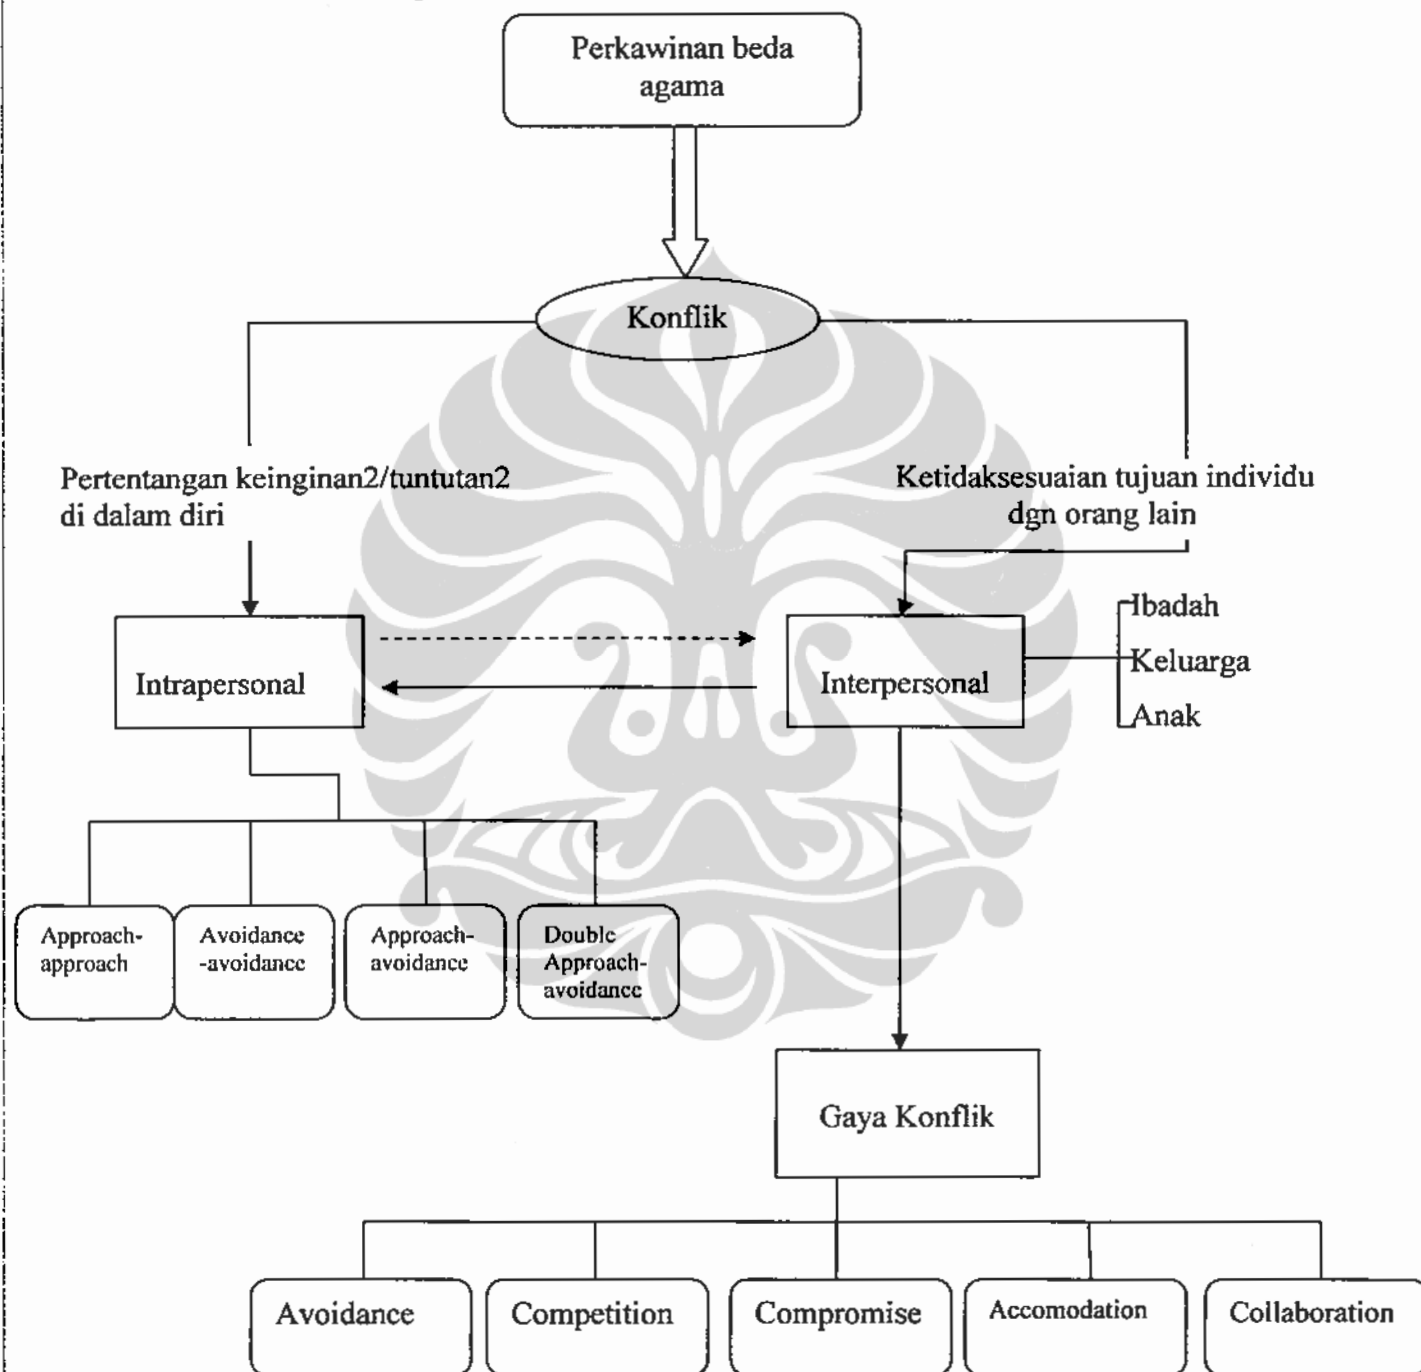 Perkawinan beda
agama
Konflik
Pertentangan keinginan2/tuntutan2
di dalam diri
Ketidaksesuaian tujuan individu
dgn orang lain
Intrapersonal
Interpersonal
Ibadah
Keluarga
Anak
Approach-
approach
Avoidance
-avoidance
Approach-
avoidance
Double
Approach-
avoidance
Gaya Konflik
Avoidance
Competition
Compromise
Accomodation
Collaboration